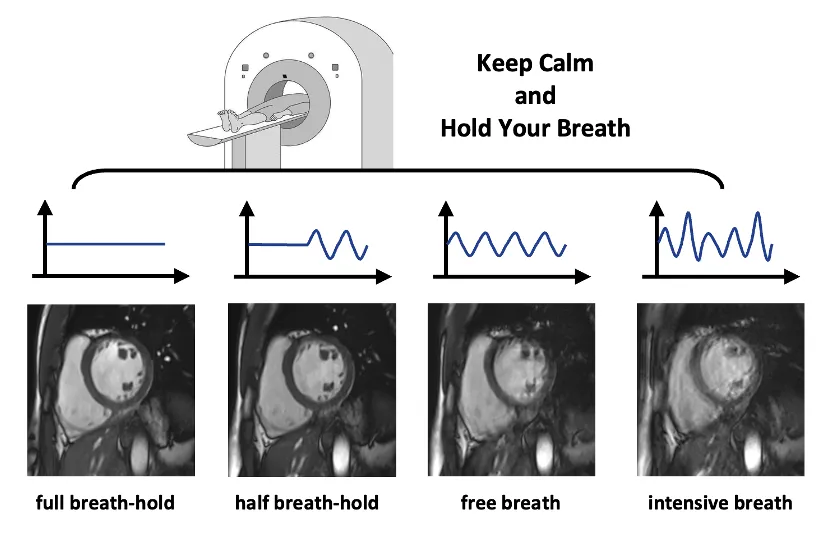 Keep Calm
and
Hold Your Breath
full breath-hold
half breath-hold
free breath
intensive breath